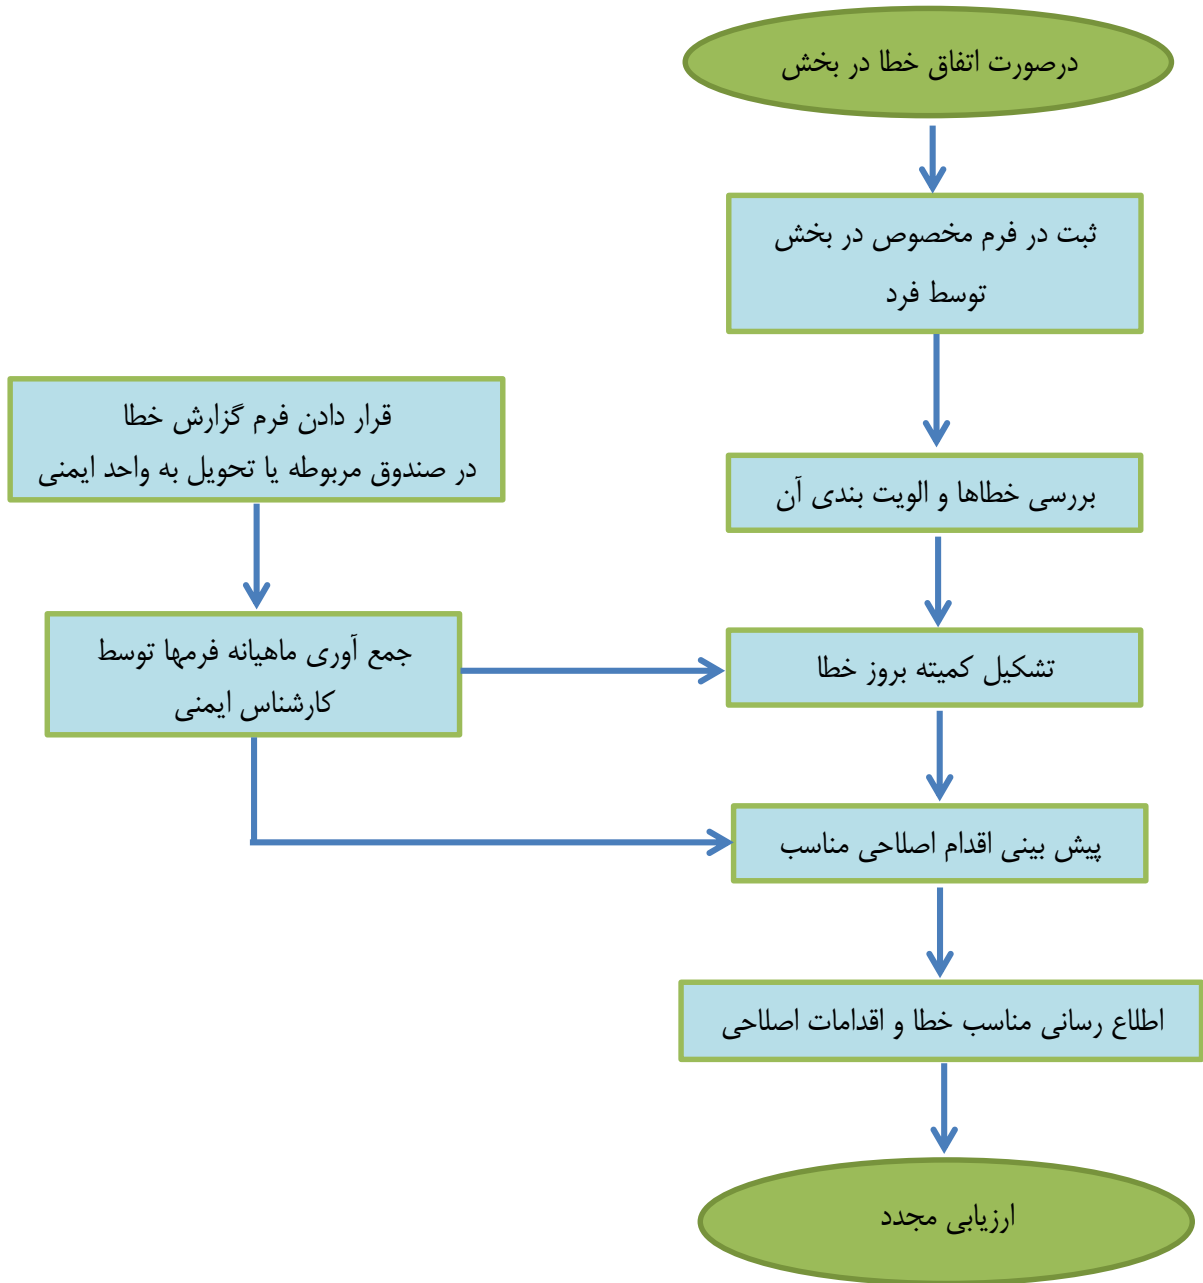 درصورت اتفاق خطا در بخش
ثبت در فرم مخصوص در بخش
توسط فرد
قرار دادن فرم گزارش خطا
در صندوق مربوطه یا تحویل به واحد ایمنی
بررسی خطاها و الویت بندی آن
جمع آوری ماهیانه فرمها توسط
کارشناس ایمنی
تشکیل کمیته بروز خطا
پیش بینی اقدام اصلاحی مناسب
اطلاع رسانی مناسب خطا و اقدامات اصلاحی
ارزیابی مجدد